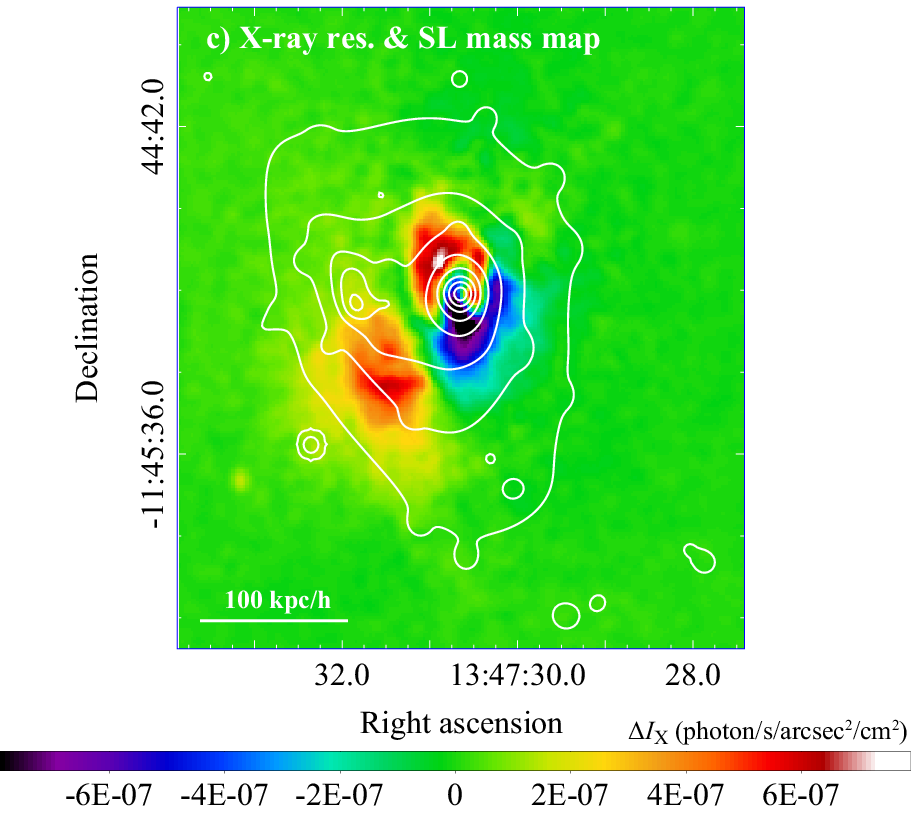 c) X-ray res. & SL mass map
44:42.0
Declination
-11:45:36.0
100 kpc/h
32.0 13:47:30.0 28.0
Right ascension
ΔIX (photon/s/arcsec²/cm²)
-6E-07 -4E-07 -2E-07 0 2E-07 4E-07 6E-07